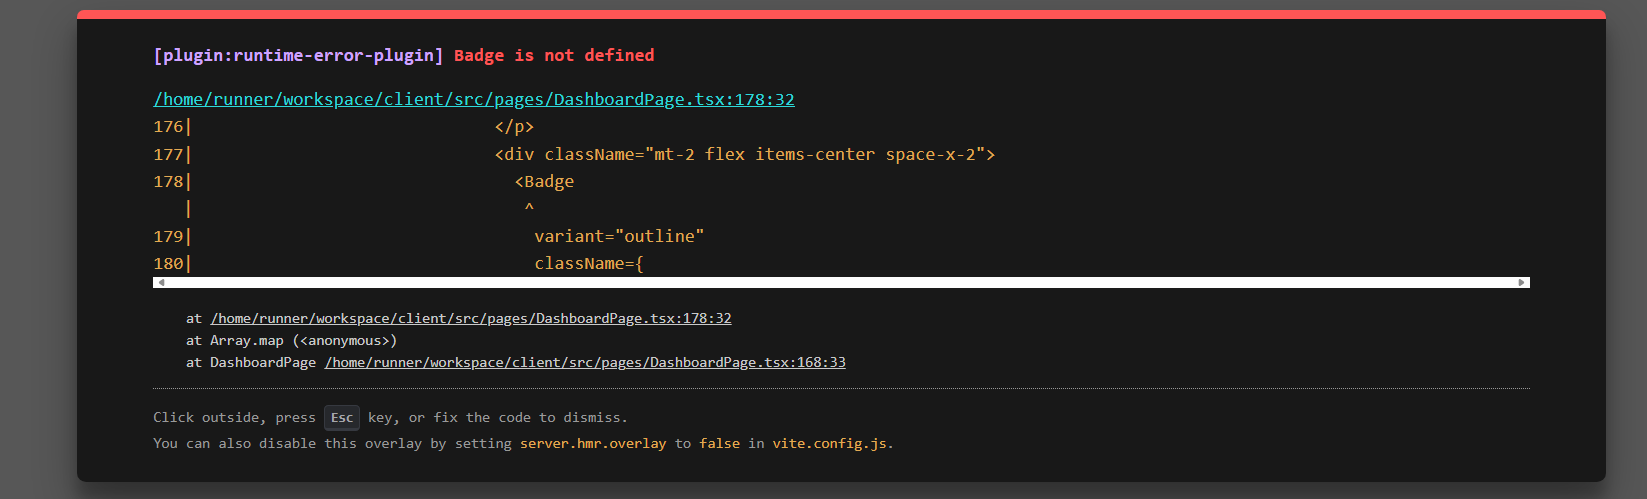 [plugin:runtime-error-plugin] Badge is not defined
/home/runner/workspace/client/src/pages/DashboardPage.tsx:178:32
176|                               </p>
177|                               <div className="mt-2 flex items-center space-x-2">
178|                                 <Badge
   |                                  ^
179|                                   variant="outline"
180|                                   className={
at /home/runner/workspace/client/src/pages/DashboardPage.tsx:178:32
at Array.map (<anonymous>)
at DashboardPage /home/runner/workspace/client/src/pages/DashboardPage.tsx:168:33
Click outside, press Esc key, or fix the code to dismiss.
You can also disable this overlay by setting server.hmr.overlay to false in vite.config.js.